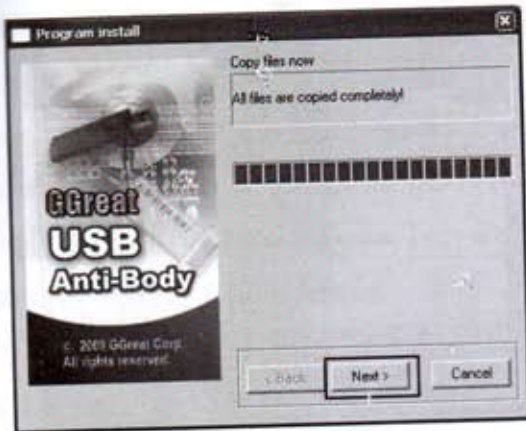 Program install
Copy files now
All files are copied completely!
GGreat
USB
Anti-Body
c. 2009 GGreat Corp.
All rights reserved.
< Back
Next >
Cancel